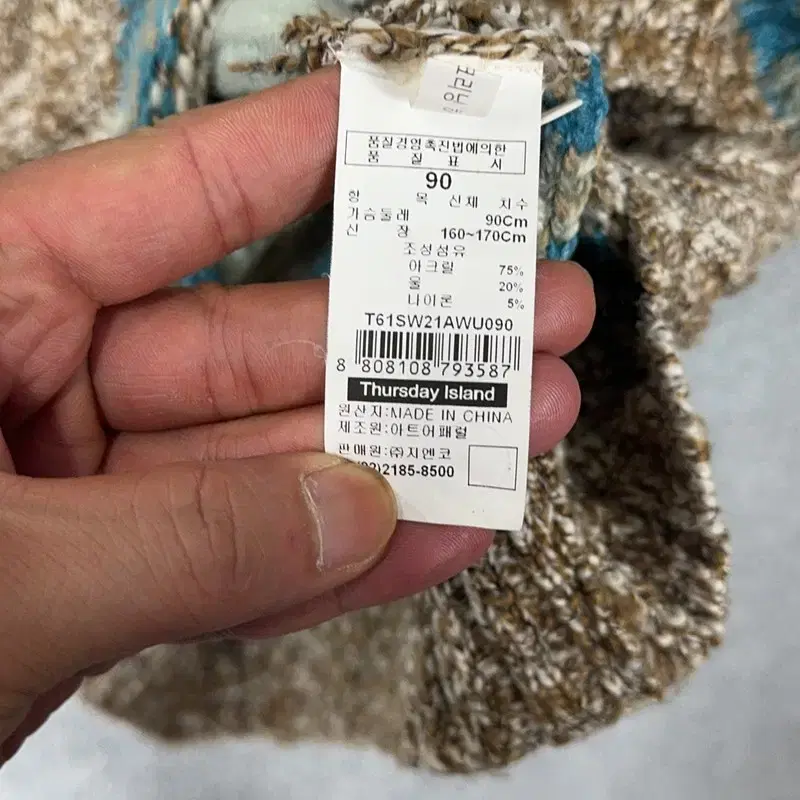 품질경영촉진법에의한
품 질 표 시
90
항 목 신체 치수
가슴둘레 90Cm
신 장 160~170Cm
조성섬유
아크릴 75%
울 20%
나이론 5%
T61SW21AWU090
8 808108 793587
Thursday Island
원산지:MADE IN CHINA
제조원:아트어패럴
판매원:(주)지엔코
2185-8500